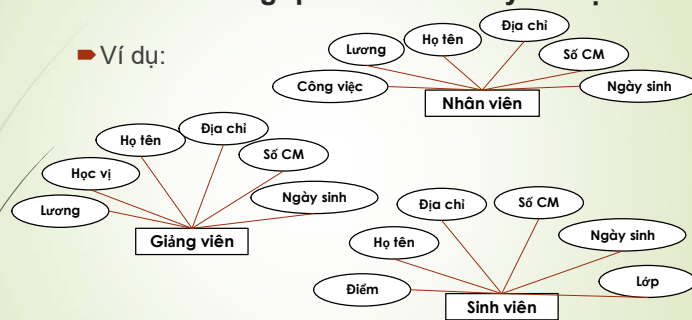 Ví dụ:
Lương
Họ tên
Địa chỉ
Số CM
Công việc
Ngày sinh
Nhân viên
Lương
Học vị
Họ tên
Địa chỉ
Số CM
Ngày sinh
Giảng viên
Điểm
Họ tên
Địa chỉ
Số CM
Ngày sinh
Lớp
Sinh viên